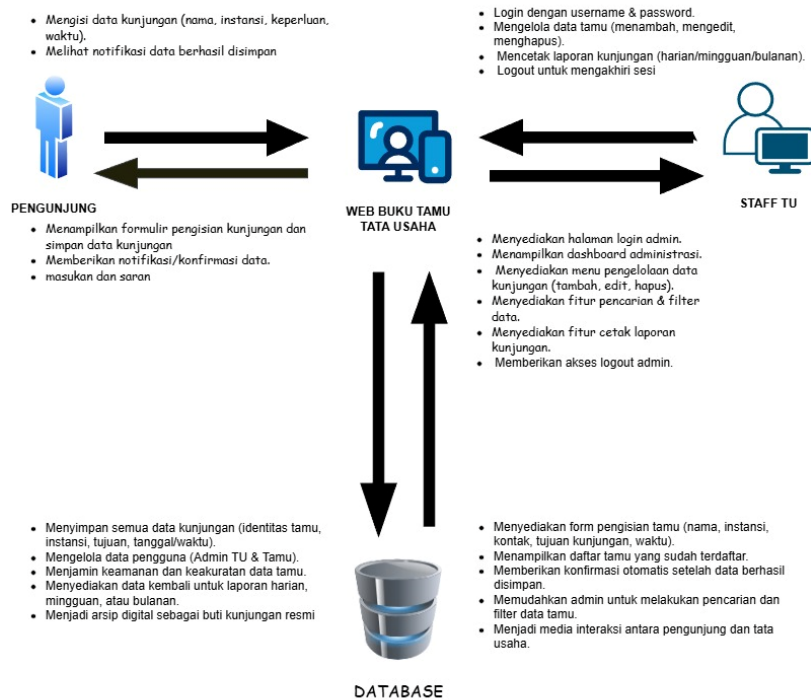 • Mengisi data kunjungan (nama, instansi, keperluan,
waktu).
• Melihat notifikasi data berhasil disimpan
• Login dengan username & password.
• Mengelola data tamu (menambah, mengedit,
menghapus).
• Mencetak laporan kunjungan (harian/mingguan/bulanan).
• Logout untuk mengakhiri sesi
PENGUNJUNG
WEB BUKU TAMU
TATA USAHA
STAFF TU
• Menampilkan formulir pengisian kunjungan dan
simpan data kunjungan
• Memberikan notifikasi/konfirmasi data.
• masukan dan saran
• Menyediakan halaman login admin.
• Menampilkan dashboard administrasi.
• Menyediakan menu pengelolaan data
kunjungan (tambah, edit, hapus).
• Menyediakan fitur pencarian & filter
data.
• Menyediakan fitur cetak laporan
kunjungan.
• Memberikan akses logout admin.
• Menyimpan semua data kunjungan (identitas tamu,
instansi, tujuan, tanggal/waktu).
• Mengelola data pengguna (Admin TU & Tamu).
• Menjamin keamanan dan keakuratan data tamu.
• Menyediakan data kembali untuk laporan harian,
mingguan, atau bulanan.
• Menjadi arsip digital sebagai buti kunjungan resmi
• Menyediakan form pengisian tamu (nama, instansi,
kontak, tujuan kunjungan, waktu).
• Menampilkan daftar tamu yang sudah terdaftar.
• Memberikan konfirmasi otomatis setelah data berhasil
disimpan.
• Memudahkan admin untuk melakukan pencarian dan
filter data tamu.
• Menjadi media interaksi antara pengunjung dan tata
usaha.
DATABASE